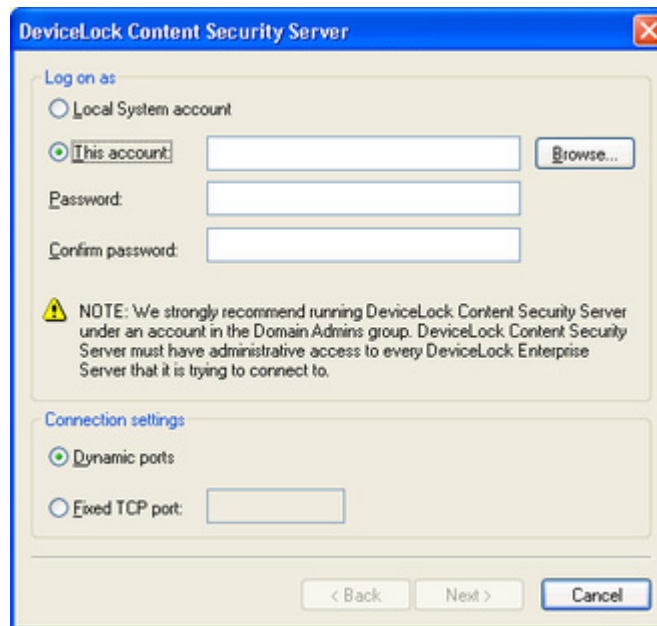 DeviceLock Content Security Server
Log on as
Local System account
This account:
Browse...
Password:
Confirm password:
NOTE: We strongly recommend running DeviceLock Content Security Server
under an account in the Domain Admins group. DeviceLock Content Security
Server must have administrative access to every DeviceLock Enterprise
Server that it is trying to connect to.
Connection settings
Dynamic ports
Fixed TCP port:
< Back
Next >
Cancel